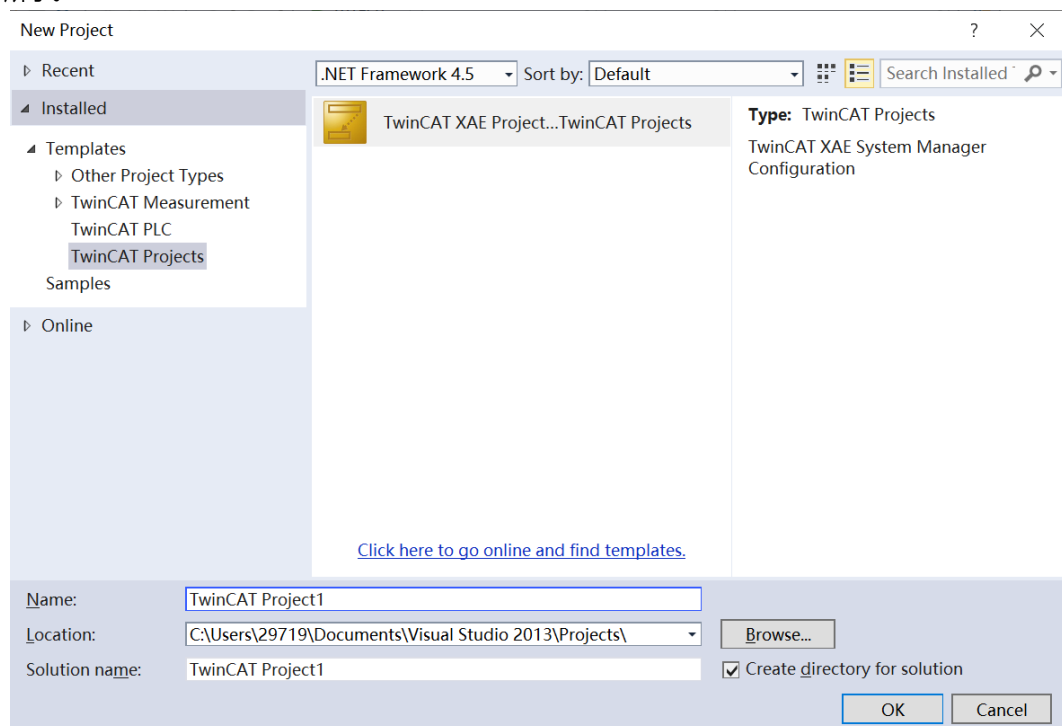 New Project
?
Recent
Installed
Templates
Other Project Types
TwinCAT Measurement
TwinCAT PLC
TwinCAT Projects
Samples
Online
.NET Framework 4.5
Sort by: Default
Search Installed
TwinCAT XAE Project...TwinCAT Projects
Type: TwinCAT Projects
TwinCAT XAE System Manager
Configuration
Click here to go online and find templates.
Name: TwinCAT Project1
Location: C:\Users\29719\Documents\Visual Studio 2013\Projects\ Browse...
Solution name: TwinCAT Project1 Create directory for solution
OK Cancel